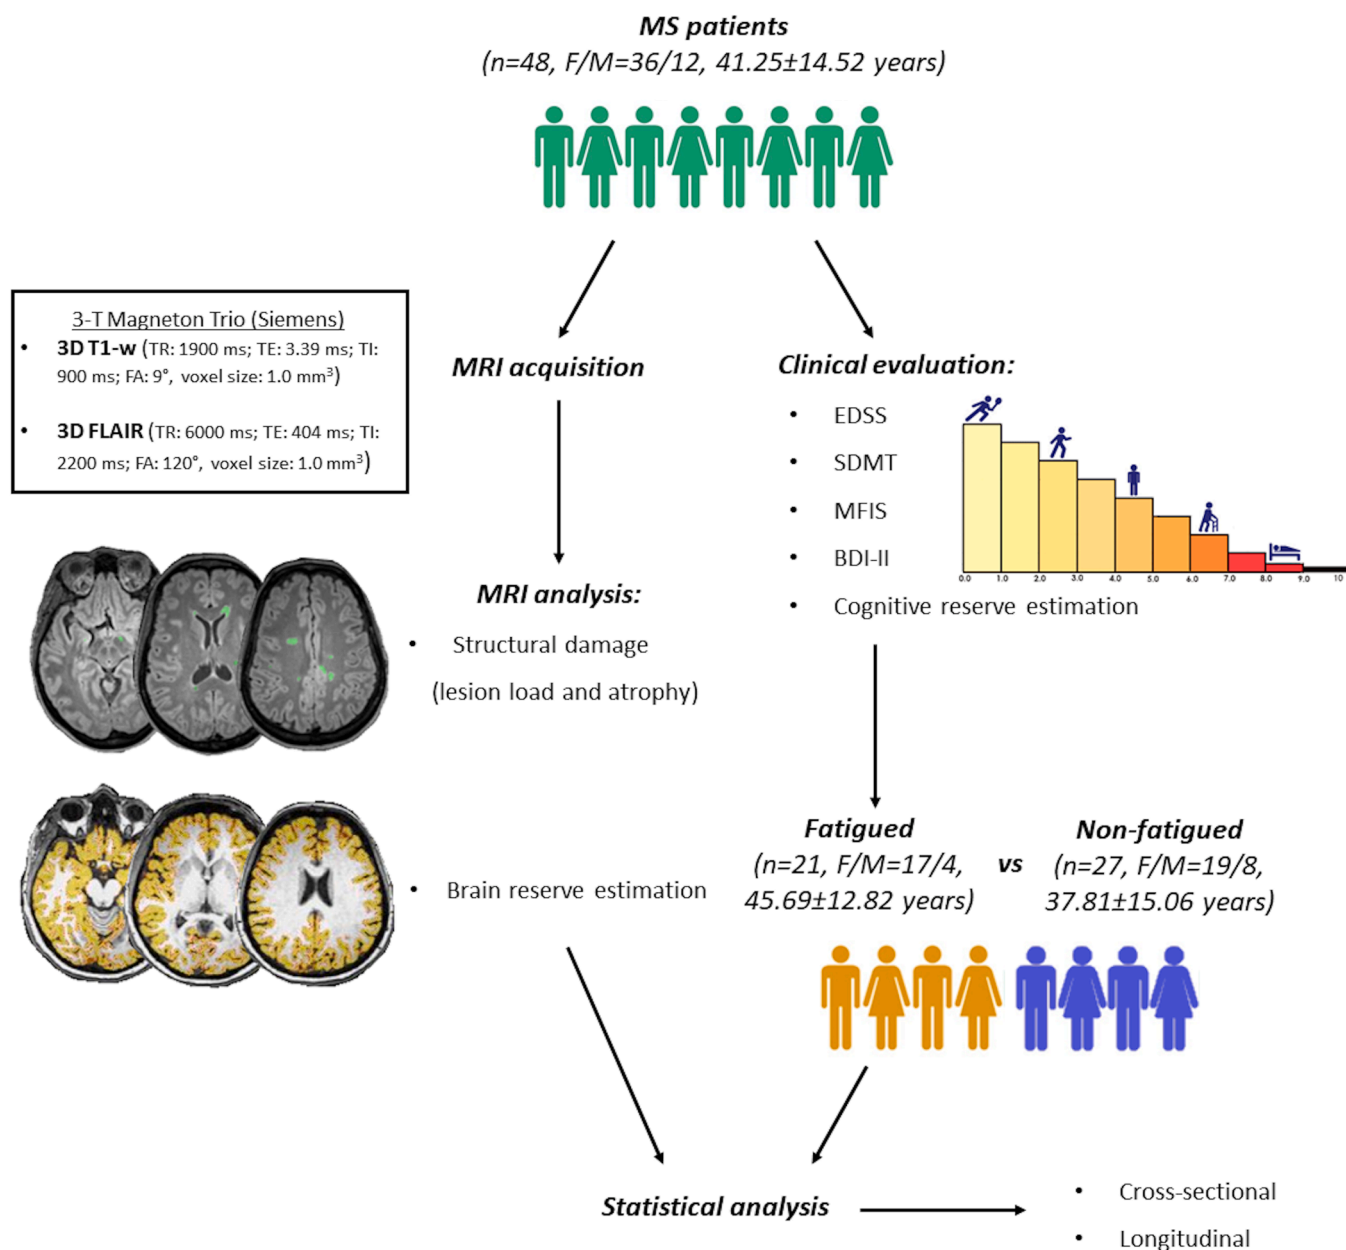 MS patients
(n=48, F/M=36/12, 41.25±14.52 years)
3-T Magneton Trio (Siemens)
• 3D T1-w (TR: 1900 ms; TE: 3.39 ms; TI:
900 ms; FA: 9°, voxel size: 1.0 mm³)
• 3D FLAIR (TR: 6000 ms; TE: 404 ms; TI:
2200 ms; FA: 120°, voxel size: 1.0 mm³)
MRI acquisition
MRI analysis:
• Structural damage
(lesion load and atrophy)
• Brain reserve estimation
Clinical evaluation:
• EDSS
• SDMT
• MFIS
• BDI-II
• Cognitive reserve estimation
0.0 1.0 2.0 3.0 4.0 5.0 6.0 7.0 8.0 9.0 10
Fatigued
(n=21, F/M=17/4,
45.69±12.82 years)
vs
Non-fatigued
(n=27, F/M=19/8,
37.81±15.06 years)
Statistical analysis
• Cross-sectional
• Longitudinal